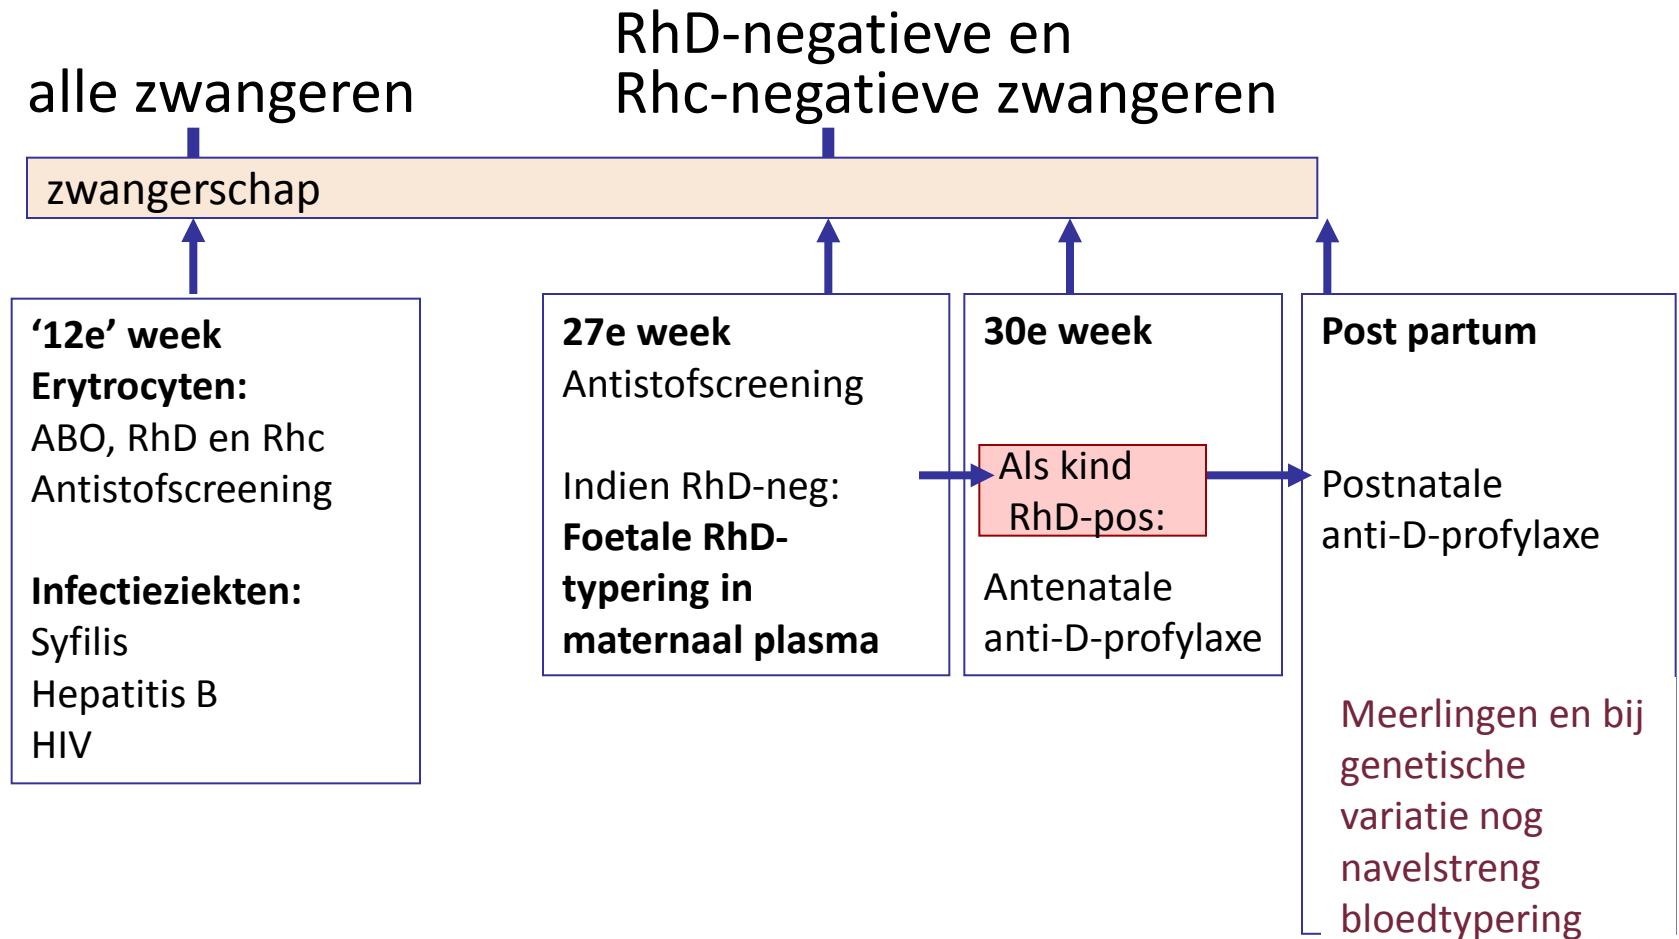 alle zwangeren
RhD-negatieve en
Rhc-negatieve zwangeren
zwangerschap
‘12e’ week
Erytrocyten:
ABO, RhD en Rhc
Antistofscreening
Infectieziekten:
Syfilis
Hepatitis B
HIV
27e week
Antistofscreening
Indien RhD-neg:
Foetale RhD-
typering in
maternaal plasma
30e week
Als kind
RhD-pos:
Antenatale
anti-D-profylaxe
Post partum
Postnatale
anti-D-profylaxe
Meerlingen en bij
genetische
variatie nog
navelstreng
bloedtypering